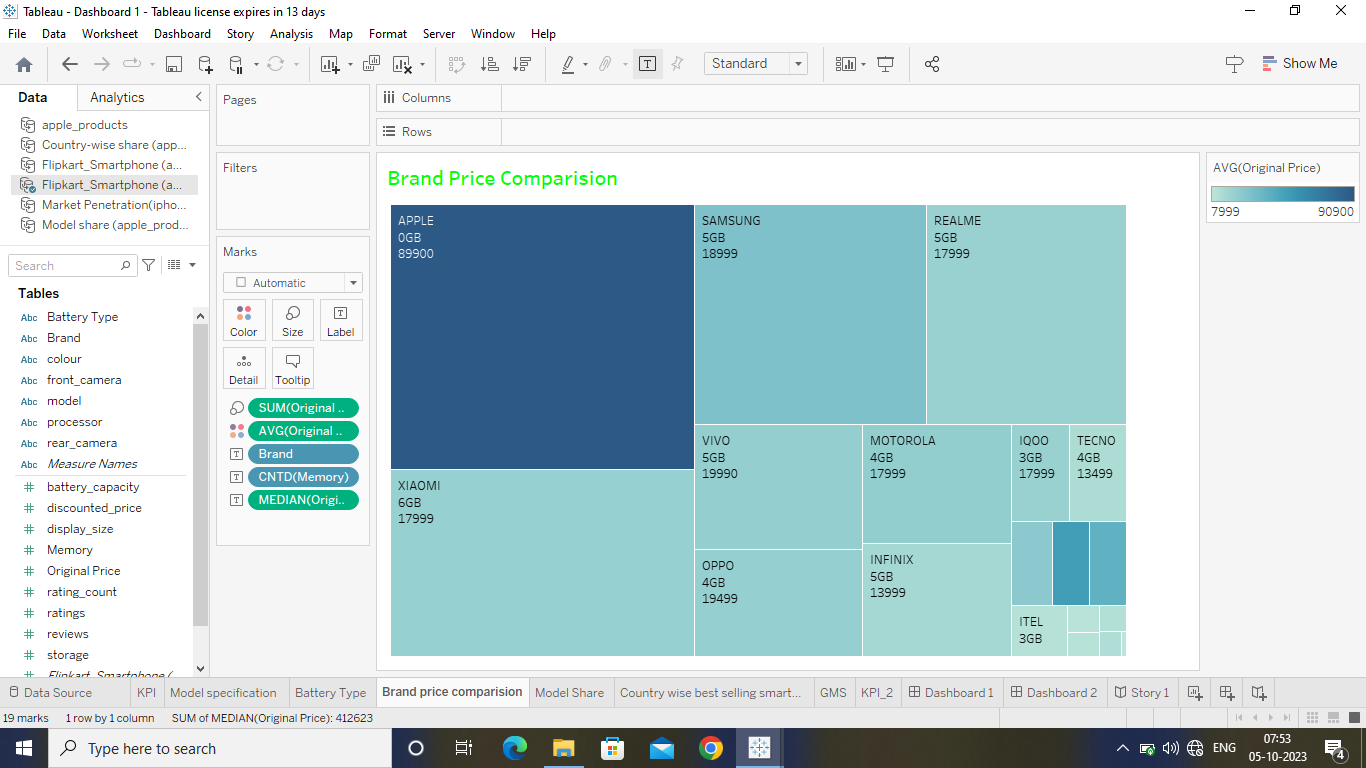 Tableau - Dashboard 1 - Tableau license expires in 13 days
File Data Worksheet Dashboard Story Analysis Map Format Server Window Help
Standard
Show Me
Data
Analytics
apple_products
Country-wise share (app...
Flipkart_Smartphone (a...
Flipkart_Smartphone (a...
Market Penetration(ipho...
Model share (apple_prod...
Search
Tables
Abc Battery Type
Abc Brand
Abc colour
Abc front_camera
Abc model
Abc processor
Abc rear_camera
Abc Measure Names
# battery_capacity
# discounted_price
# display_size
# Memory
# Original Price
# rating_count
# ratings
# reviews
# storage
# Flipkart_Smartphone (
Pages
Filters
Marks
Automatic
Color
Size
Label
Detail
Tooltip
SUM(Original ..
AVG(Original ..
Brand
CNTD(Memory)
MEDIAN(Origi..
Columns
Rows
Brand Price Comparision
APPLE
0GB
89900
SAMSUNG
5GB
18999
REALME
5GB
17999
XIAOMI
6GB
17999
VIVO
5GB
19990
MOTOROLA
4GB
17999
IQOO
3GB
17999
TECNO
4GB
13499
OPPO
4GB
19499
INFINIX
5GB
13999
ITEL
3GB
AVG(Original Price)
7999 90900
Data Source
KPI
Model specification
Battery Type
Brand price comparision
Model Share
Country wise best selling smart...
GMS
KPI_2
Dashboard 1
Dashboard 2
Story 1
19 marks 1 row by 1 column SUM of MEDIAN(Original Price): 412623
Type here to search
ENG
07:53
05-10-2023
4